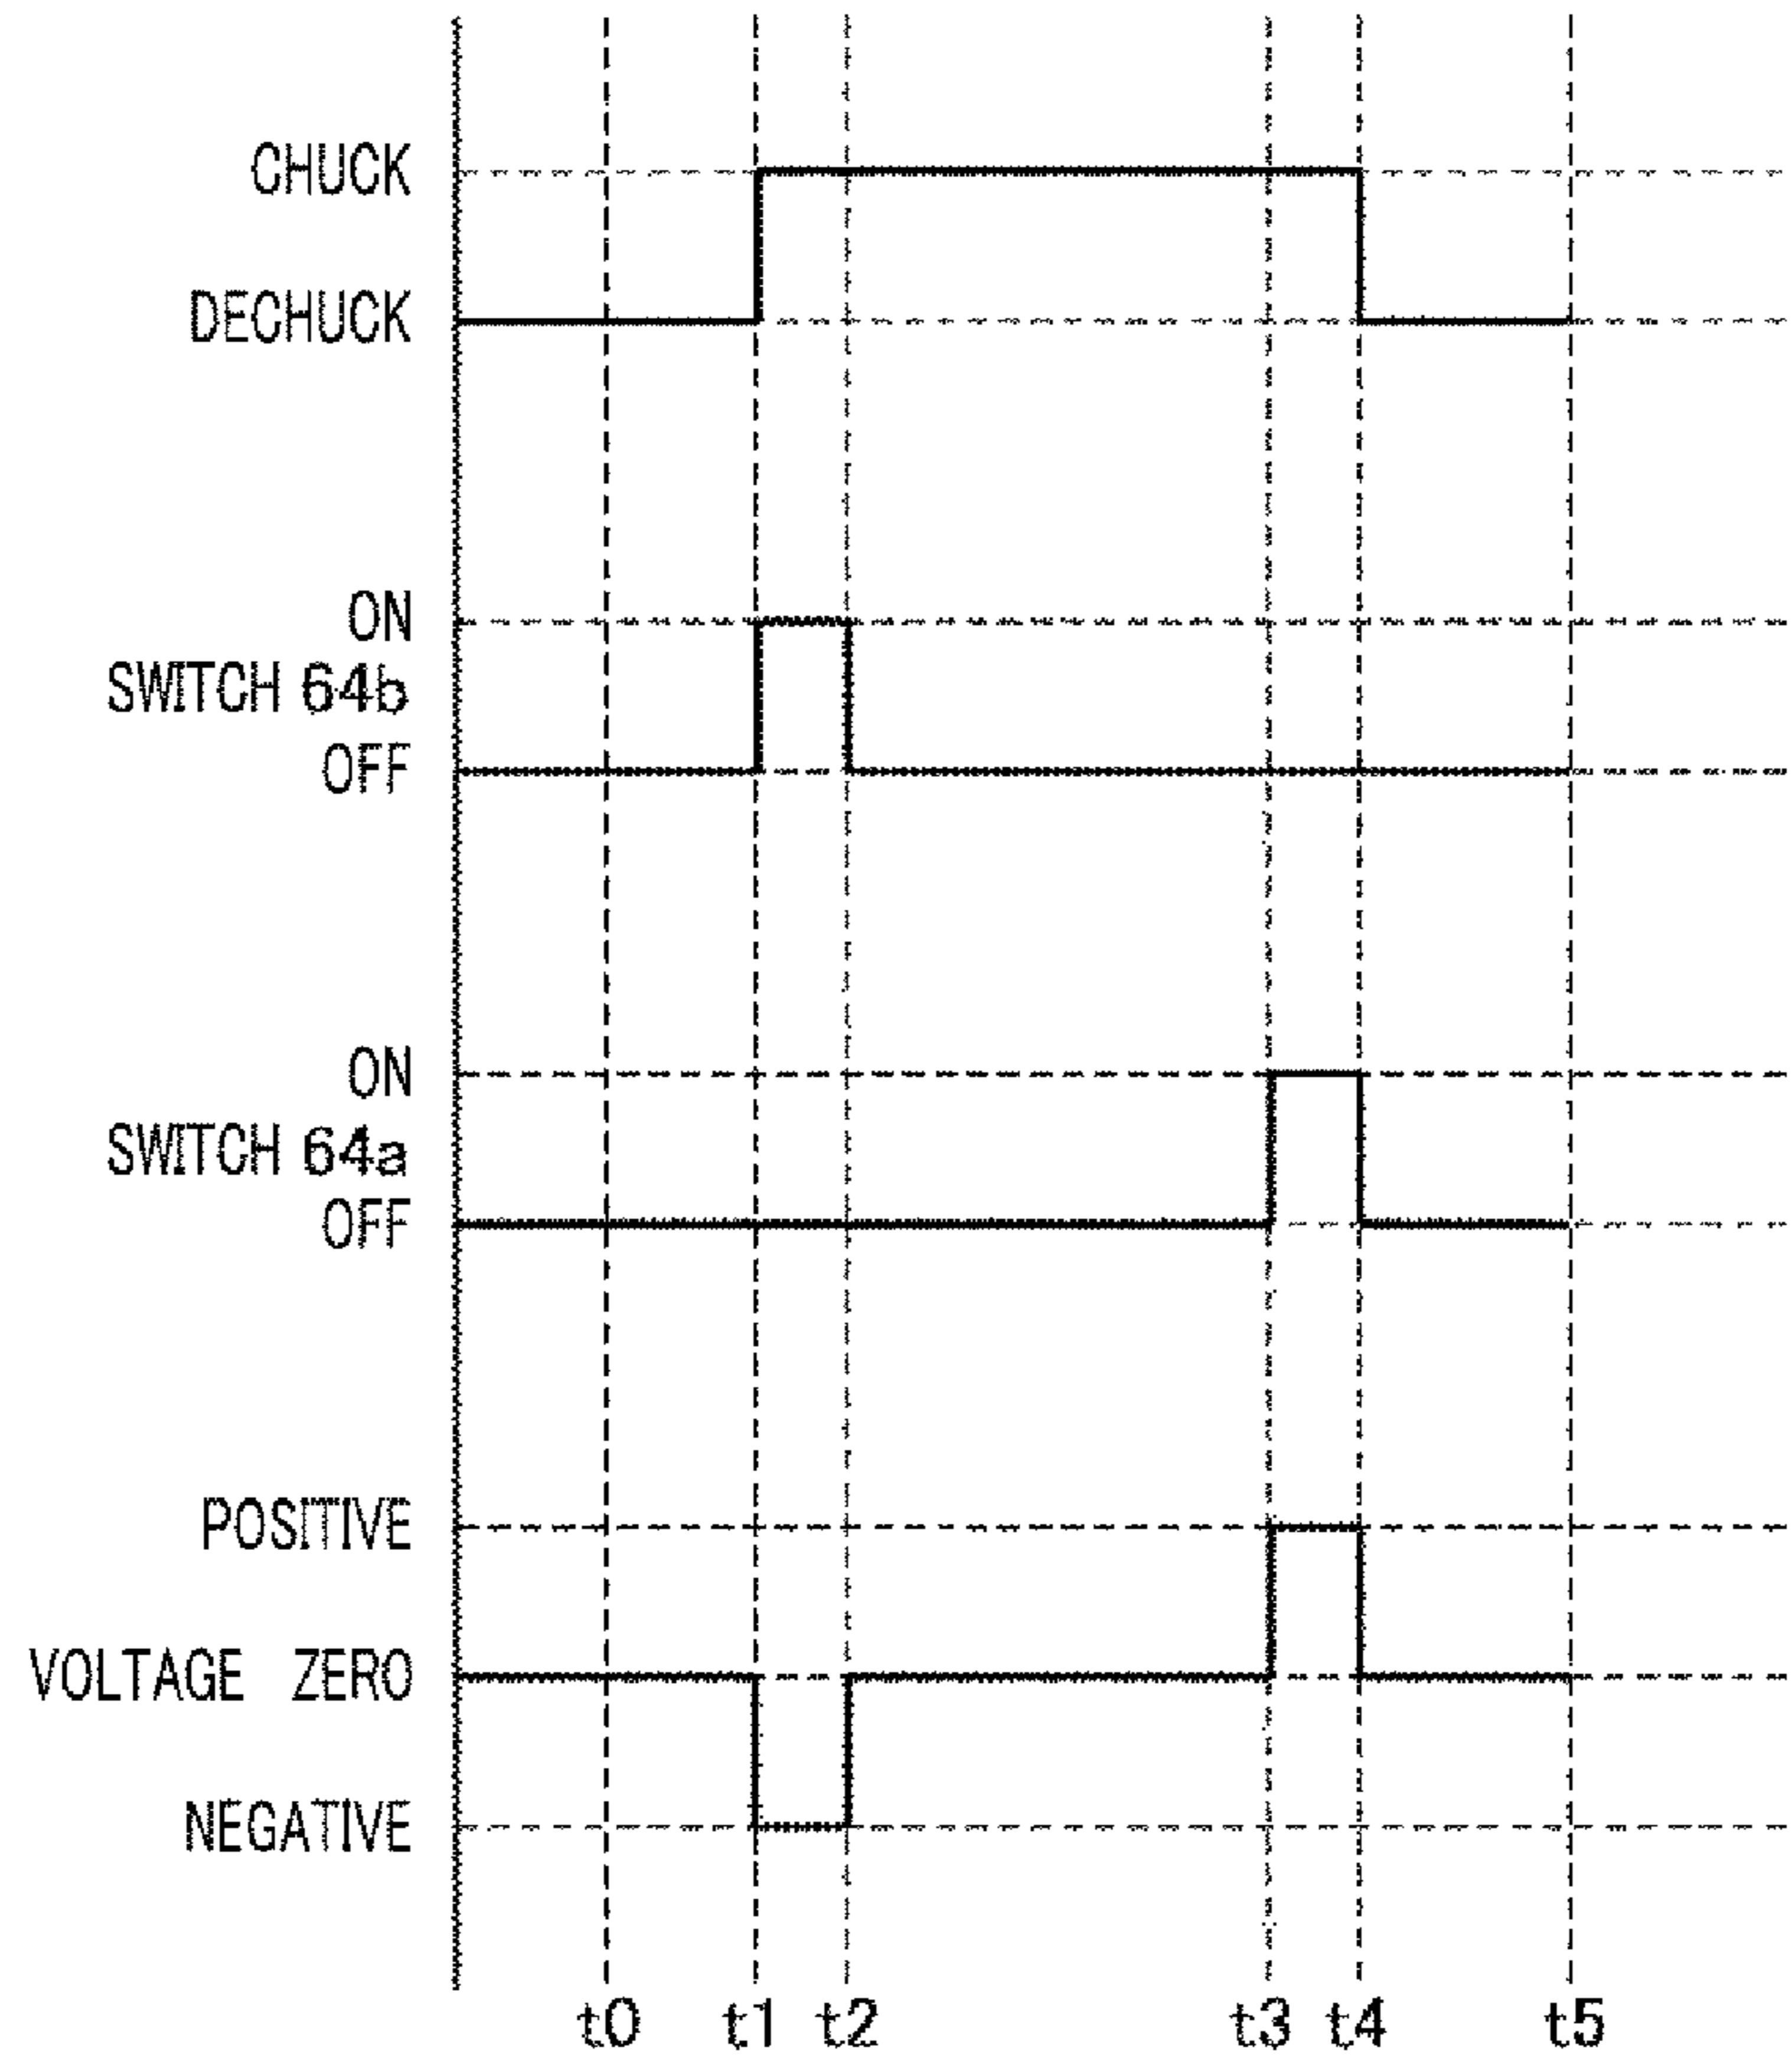 CHUCK
DECHUCK
ON
SWITCH 64b
OFF
ON
SWITCH 64a
OFF
POSITIVE
VOLTAGE ZERO
NEGATIVE
t0 t1 t2 t3 t4 t5